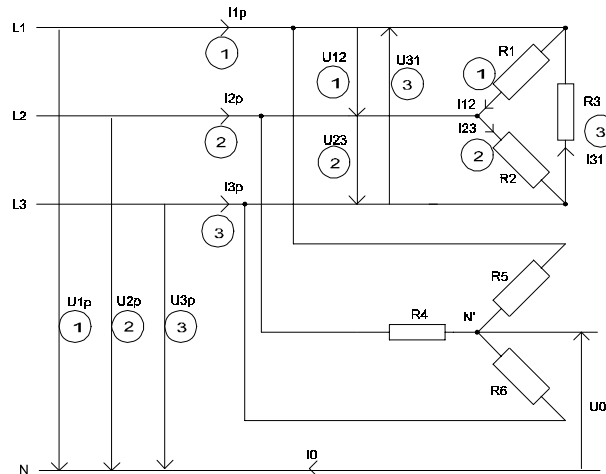 L1 I1p
1
U12 U31 R1
1 3 1
R3
L2 I2p I12 3
2
U23 I23 I31
2 2
R2
L3 I3p
3
R5
U1p U2p U3p
1 2 3
R4 N'
R6
U0
N I0